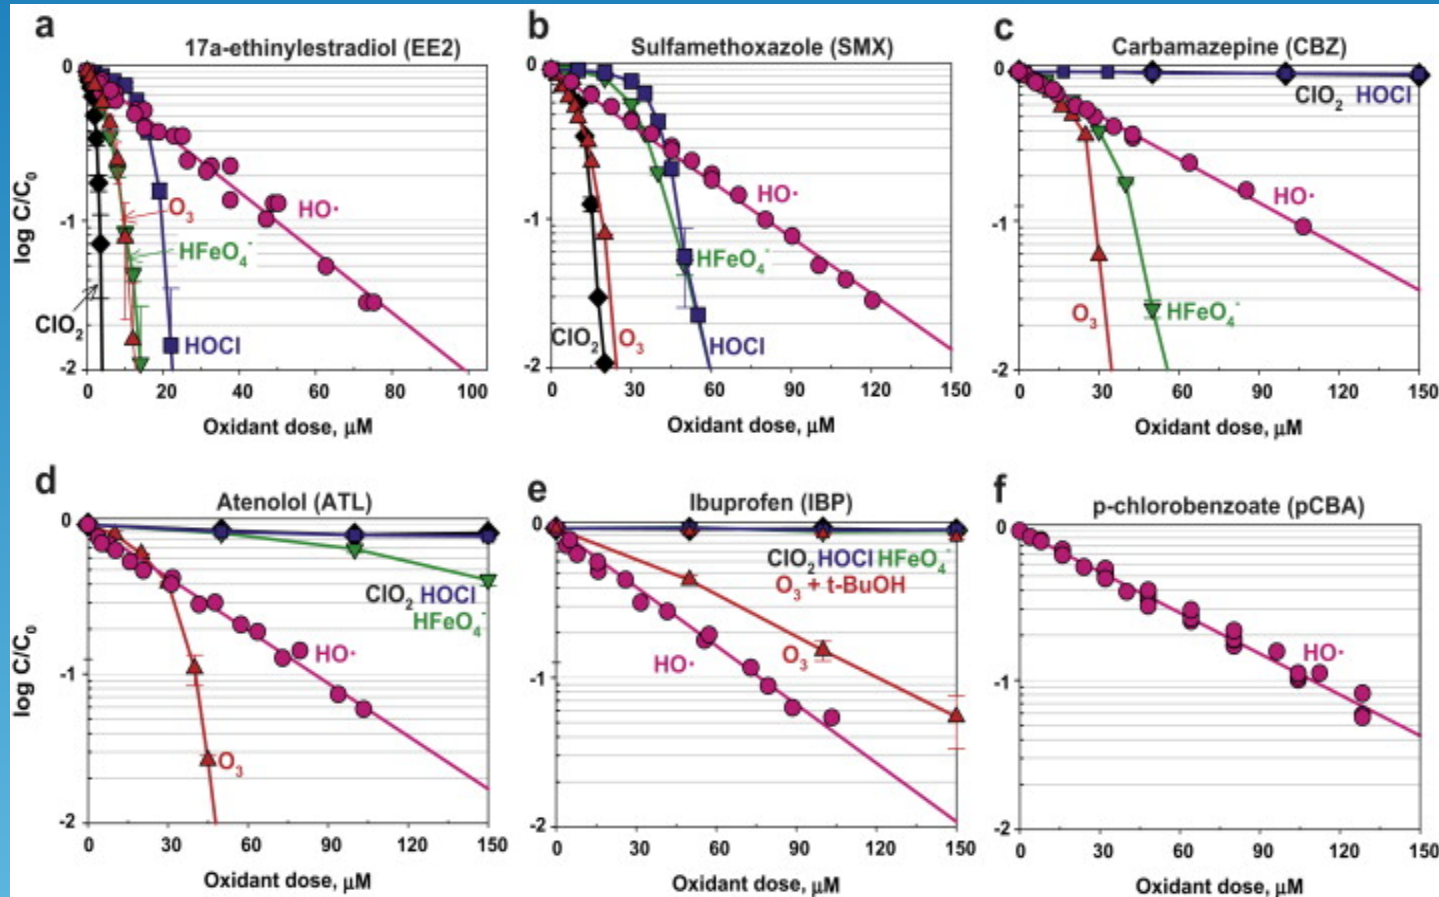 a
17a-ethinylestradiol (EE2)
0
-1
-2
log C/C₀
O₃
HFeO₄⁻
HO·
ClO₂
HOCl
0 20 40 60 80 100
Oxidant dose, μM
b
Sulfamethoxazole (SMX)
0
-1
-2
HO·
HFeO₄⁻
ClO₂ O₃ HOCl
0 30 60 90 120 150
Oxidant dose, μM
c
Carbamazepine (CBZ)
0
-1
-2
ClO₂ HOCl
HO·
O₃ HFeO₄⁻
0 30 60 90 120 150
Oxidant dose, μM
d
Atenolol (ATL)
0
-1
-2
log C/C₀
ClO₂ HOCl
HFeO₄⁻
HO·
O₃
0 30 60 90 120 150
Oxidant dose, μM
e
Ibuprofen (IBP)
0
-1
-2
ClO₂ HOCl HFeO₄⁻
O₃ + t-BuOH
HO· O₃
0 30 60 90 120 150
Oxidant dose, μM
f
p-chlorobenzoate (pCBA)
0
-1
-2
HO·
0 30 60 90 120 150
Oxidant dose, μM